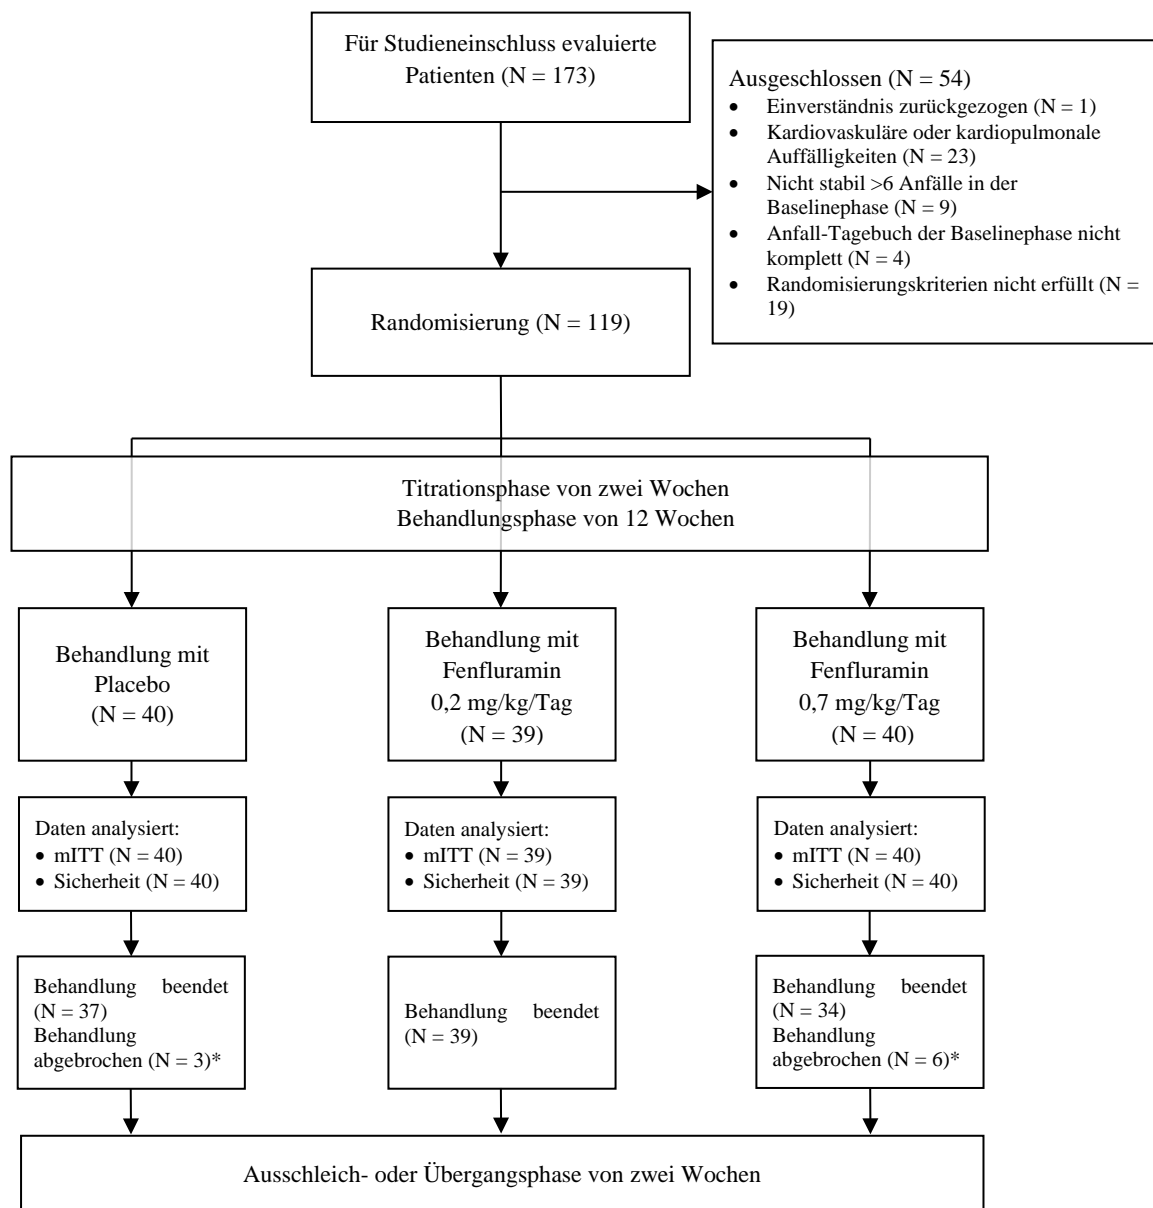 Für Studieneinschluss evaluierte
Patienten (N = 173)
Ausgeschlossen (N = 54)
• Einverständnis zurückgezogen (N = 1)
• Kardiovaskuläre oder kardiopulmonale
Auffälligkeiten (N = 23)
• Nicht stabil >6 Anfälle in der
Baselinephase (N = 9)
• Anfall-Tagebuch der Baselinephase nicht
komplett (N = 4)
• Randomisierungskriterien nicht erfüllt (N =
19)
Randomisierung (N = 119)
Titrationsphase von zwei Wochen
Behandlungsphase von 12 Wochen
Behandlung mit
Placebo
(N = 40)
Behandlung mit
Fenfluramin
0,2 mg/kg/Tag
(N = 39)
Behandlung mit
Fenfluramin
0,7 mg/kg/Tag
(N = 40)
Daten analysiert:
• mITT (N = 40)
• Sicherheit (N = 40)
Daten analysiert:
• mITT (N = 39)
• Sicherheit (N = 39)
Daten analysiert:
• mITT (N = 40)
• Sicherheit (N = 40)
Behandlung beendet
(N = 37)
Behandlung
abgebrochen (N = 3)*
Behandlung beendet
(N = 39)
Behandlung beendet
(N = 34)
Behandlung
abgebrochen (N = 6)*
Ausschleich- oder Übergangsphase von zwei Wochen